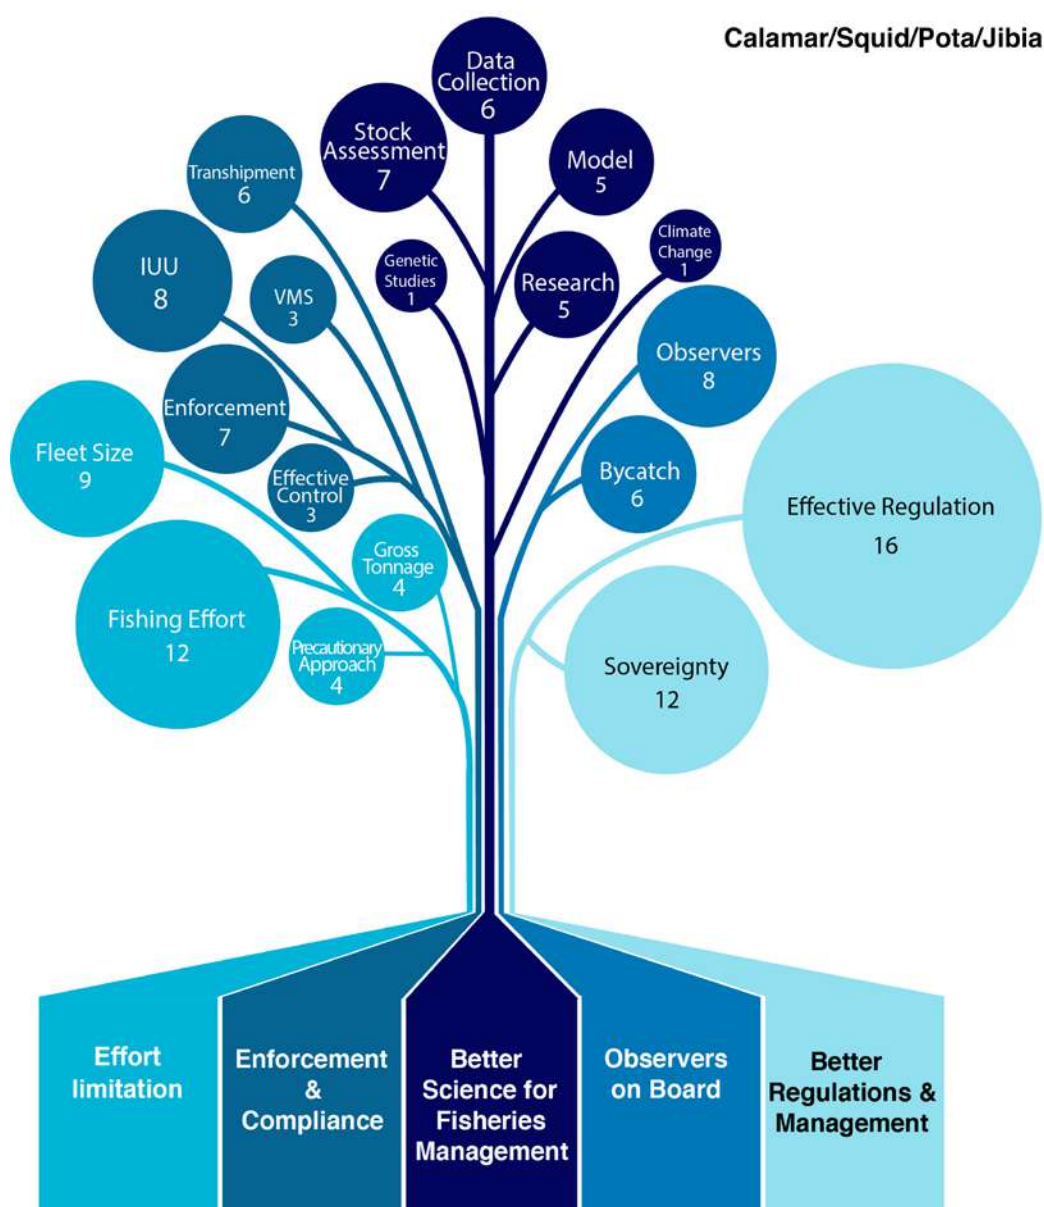 Calamar/Squid/Pota/Jibia
Data
Collection
6
Stock
Assessment
7
Model
5
Transhipment
6
Climate
Change
1
Genetic
Studies
1
Research
5
IUU
8
VMS
3
Observers
8
Enforcement
7
Fleet Size
9
Effective
Control
3
Bycatch
6
Effective Regulation
16
Gross
Tonnage
4
Fishing Effort
12
Precautionary
Approach
4
Sovereignty
12
Effort
limitation
Enforcement
&
Compliance
Better
Science for
Fisheries
Management
Observers
on Board
Better
Regulations &
Management